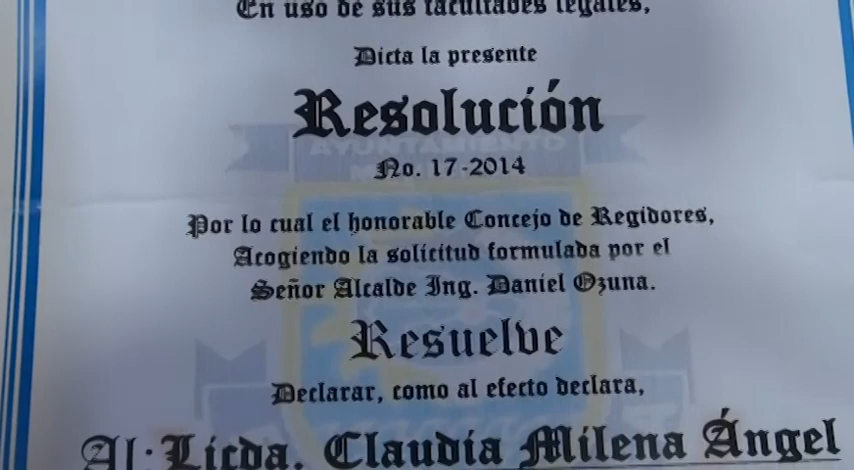 En uso de sus facultades legales,
Dicta la presente
Resolución
No. 17-2014
Por lo cual el honorable Concejo de Regidores,
Acogiendo la solicitud formulada por el
Señor Alcalde Ing. Daniel Ozuna.
Resuelve
Declarar, como al efecto declara,
Al: Licda. Claudia Milena Ángel
AYUNTAMIENTO